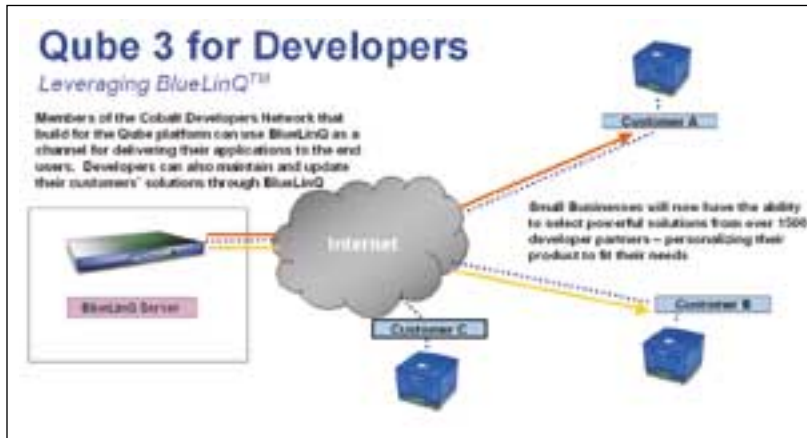 Qube 3 for Developers
Leveraging BlueLinQ™
Members of the Cobalt Developers Network that
build for the Qube platform can use BlueLinQ as a
channel for delivering their applications to the end
users. Developers can also maintain and update
their customers' solutions through BlueLinQ
Customer A
Internet
Small Businesses will now have the ability
to select powerful solutions from over 1500
developer partners – personalizing their
product to fit their needs
BlueLinQ Server
Customer B
Customer C